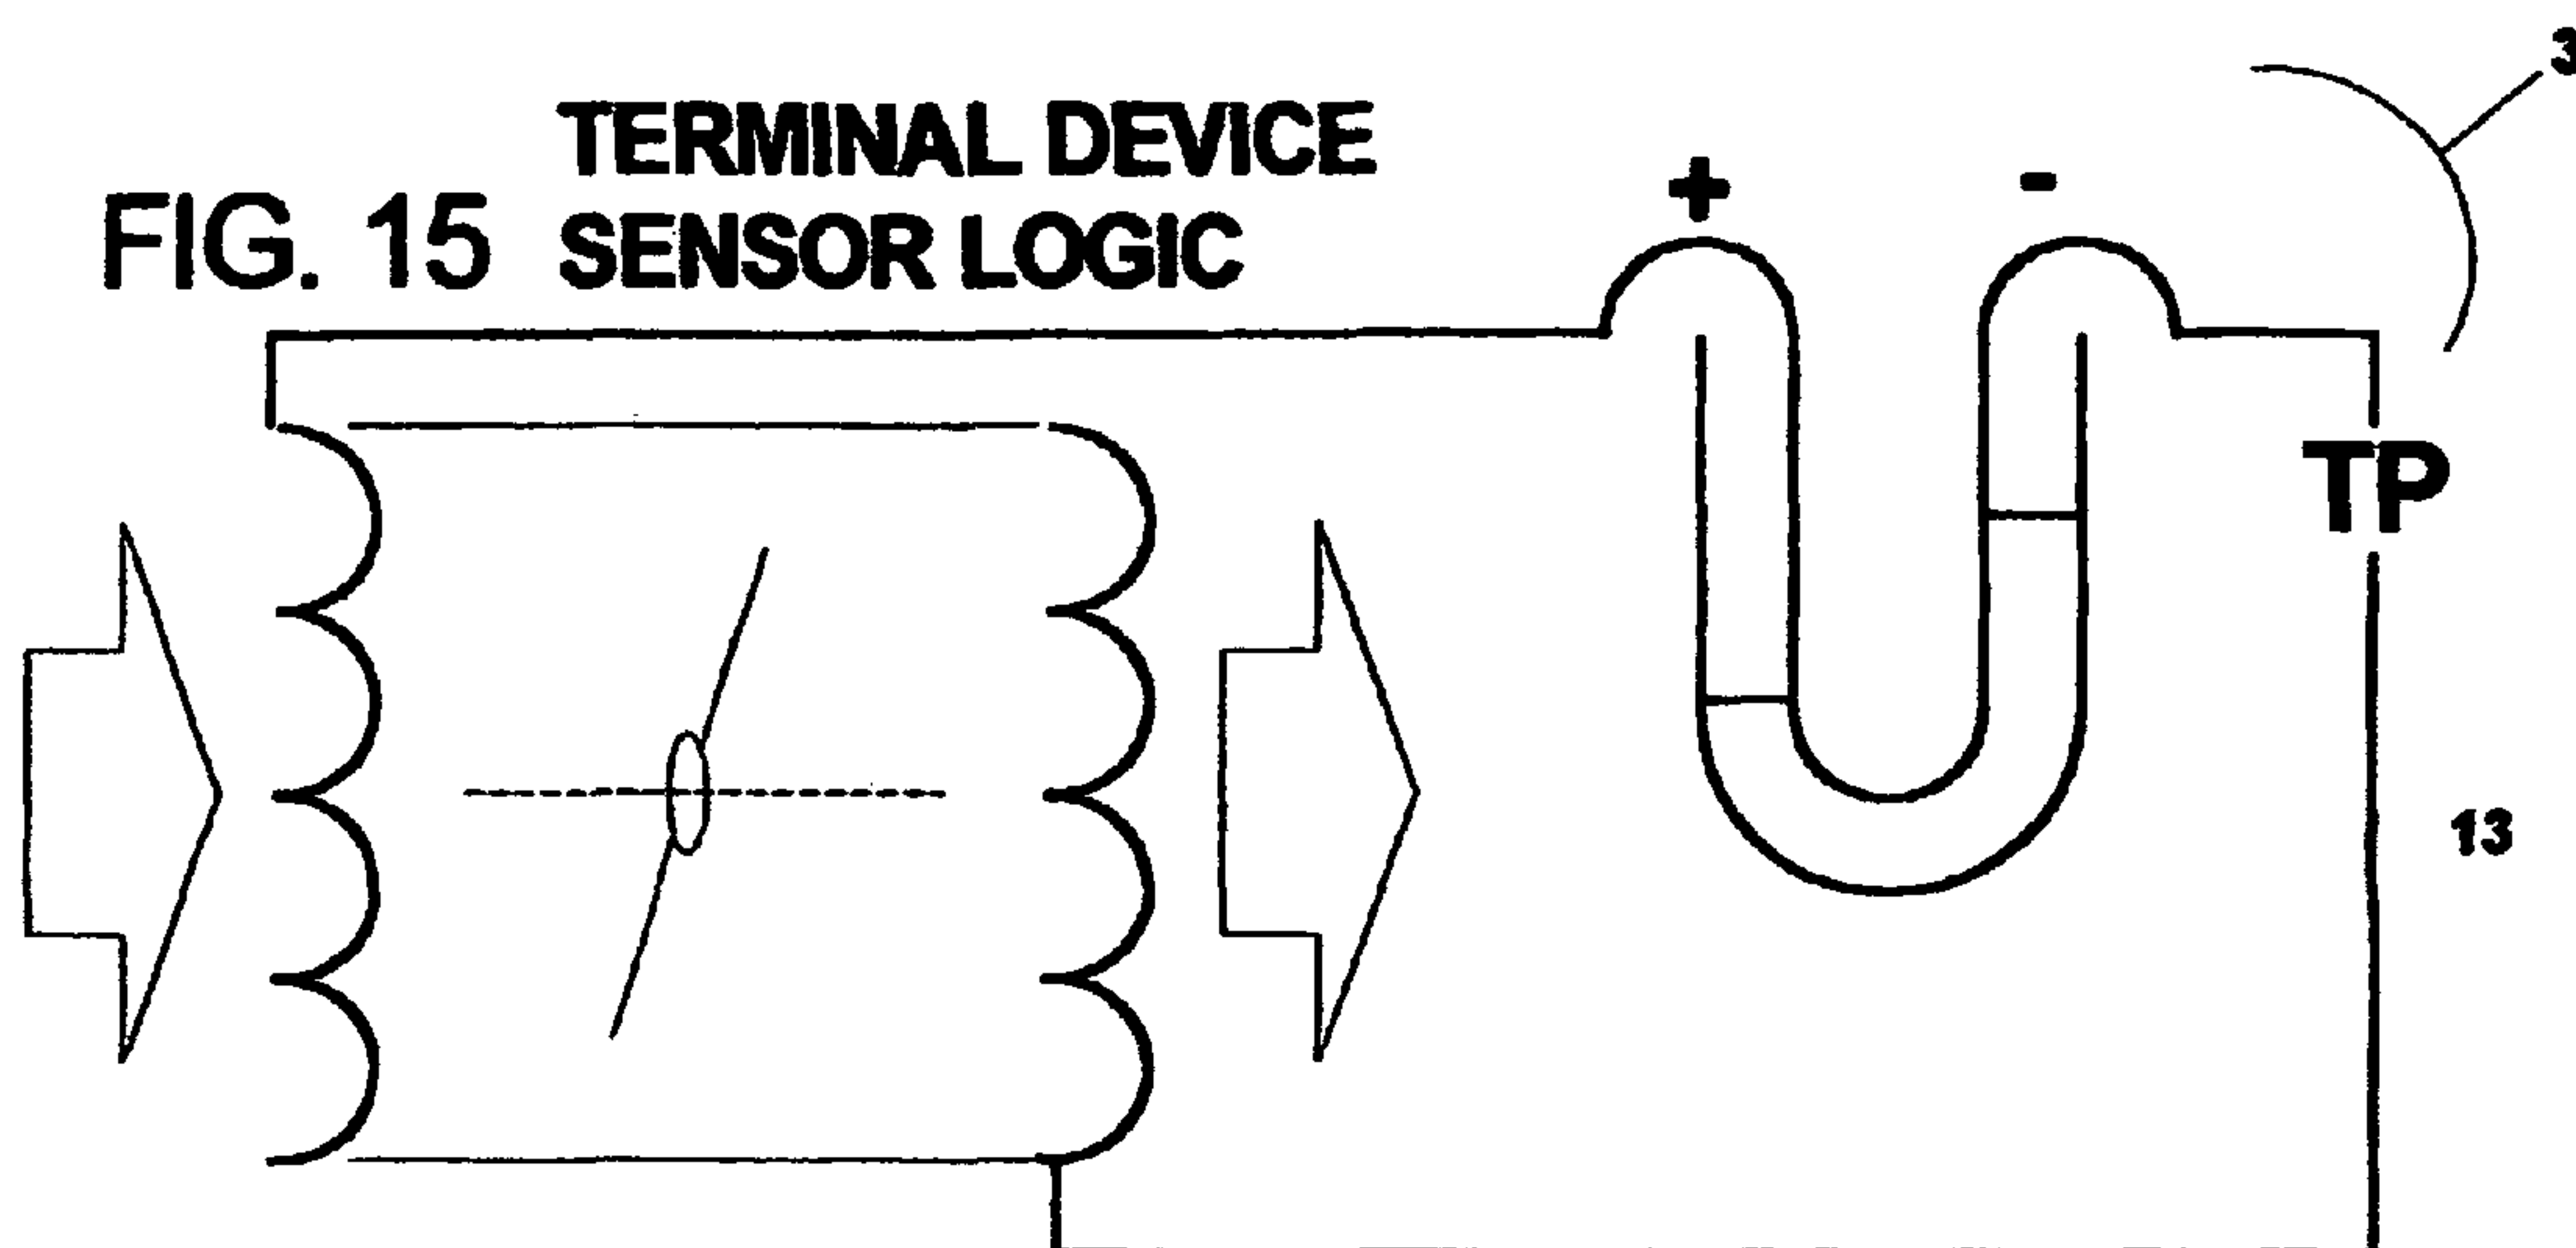 TERMINAL DEVICE
FIG. 15 SENSOR LOGIC
+ -
TP
13